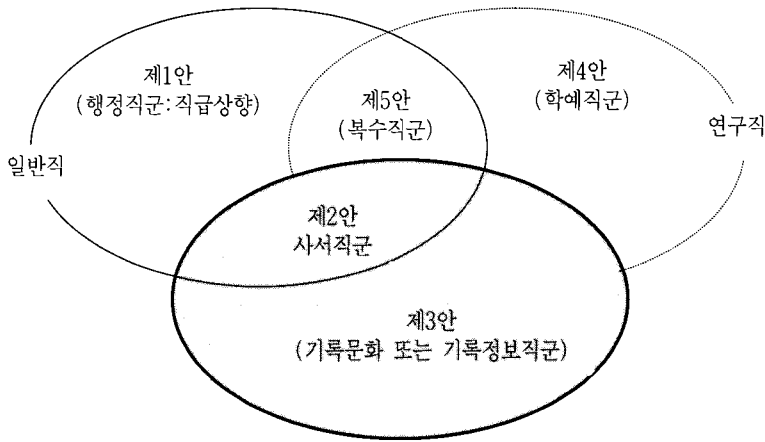 제1안
(행정직군:직급상향)
제4안
(학예직군)
제5안
(복수직군)
연구직
일반직
제2안
사서직군
제3안
(기록문화 또는 기록정보직군)